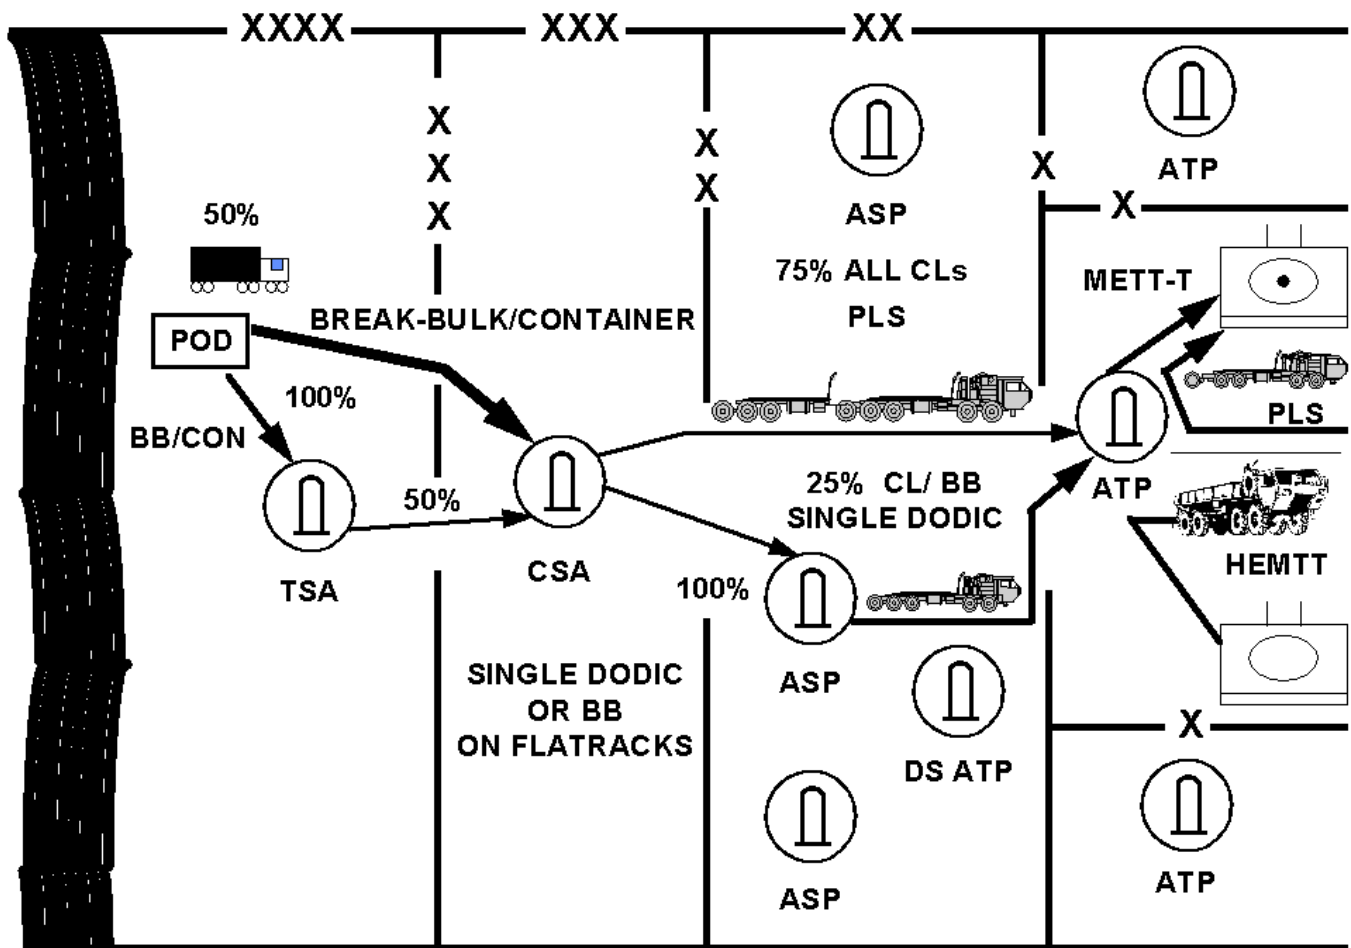 XXXX
XXX
XX
X
X
X
X
X
X
ATP
X
ASP
50%
75% ALL CLs
PLS
METT-T
BREAK-BULK/CONTAINER
POD
100%
BB/CON
PLS
50%
25% CL/ BB
SINGLE DODIC
ATP
TSA
CSA
100%
HEMTT
ASP
SINGLE DODIC
OR BB
ON FLATRACKS
X
DS ATP
ASP
ATP